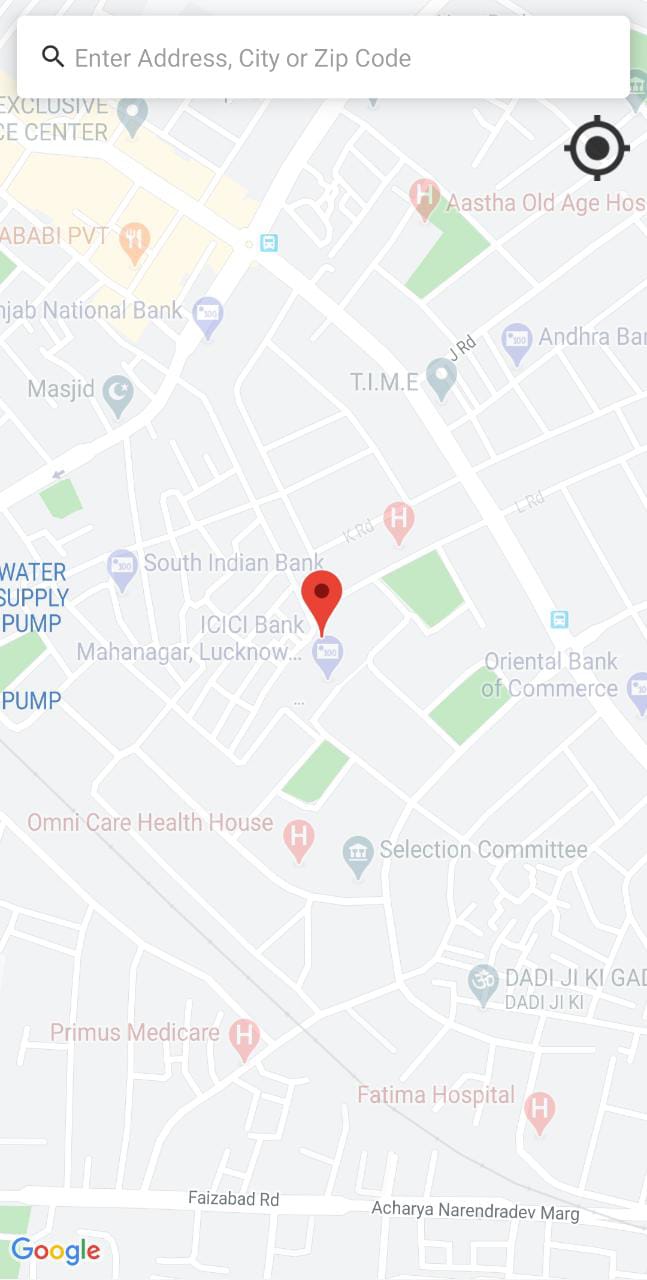 Enter Address, City or Zip Code
EXCLUSIVE
CE CENTER
Aastha Old Age Hos
ABABI PVT
njab National Bank
Andhra Ban
J Rd
T.I.M.E
Masjid
L Rd
K Rd
South Indian Bank
WATER
SUPPLY
PUMP
ICICI Bank
Mahanagar, Lucknow...
...
Oriental Bank
of Commerce
PUMP
Omni Care Health House
Selection Committee
DADI JI KI GAD
DADI JI KI
Primus Medicare
Fatima Hospital
Faizabad Rd
Acharya Narendradev Marg
Google